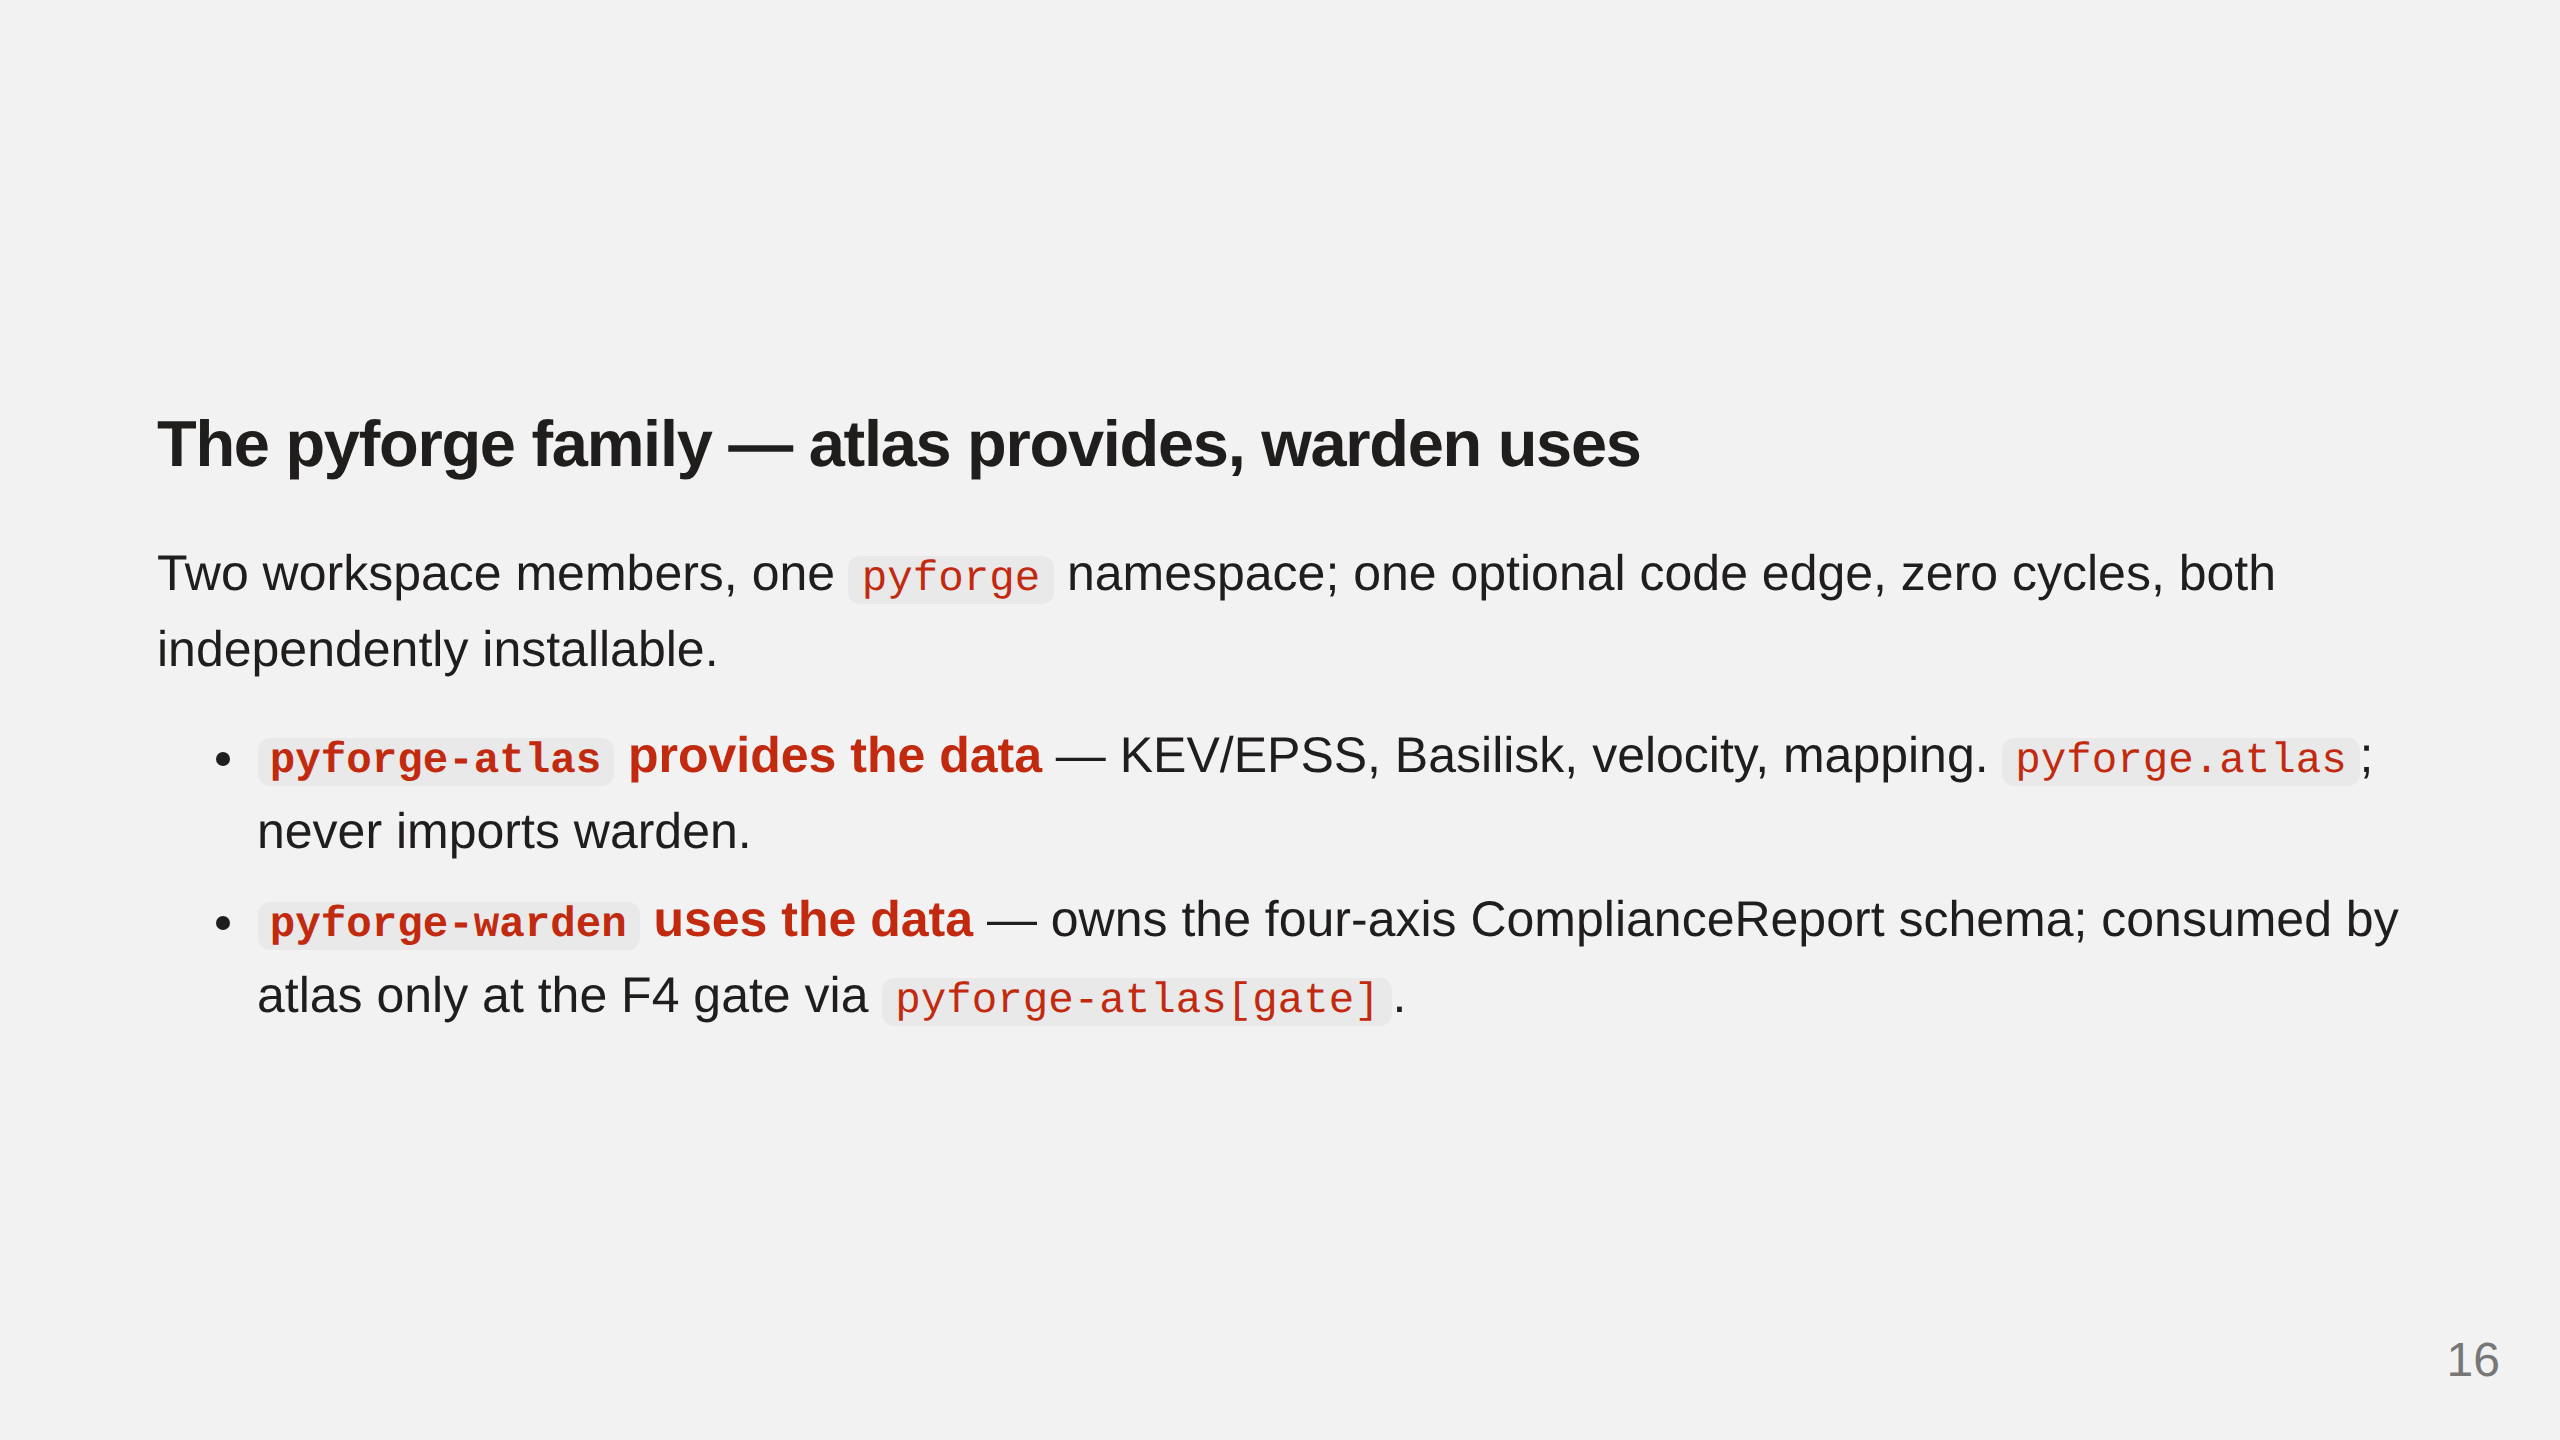 The pyforge family — atlas provides, warden uses
Two workspace members, one pyforge namespace; one optional code edge, zero cycles, both
independently installable.
• pyforge-atlas provides the data — KEV/EPSS, Basilisk, velocity, mapping. pyforge.atlas;
never imports warden.
• pyforge-warden uses the data — owns the four-axis ComplianceReport schema; consumed by
atlas only at the F4 gate via pyforge-atlas[gate].
16